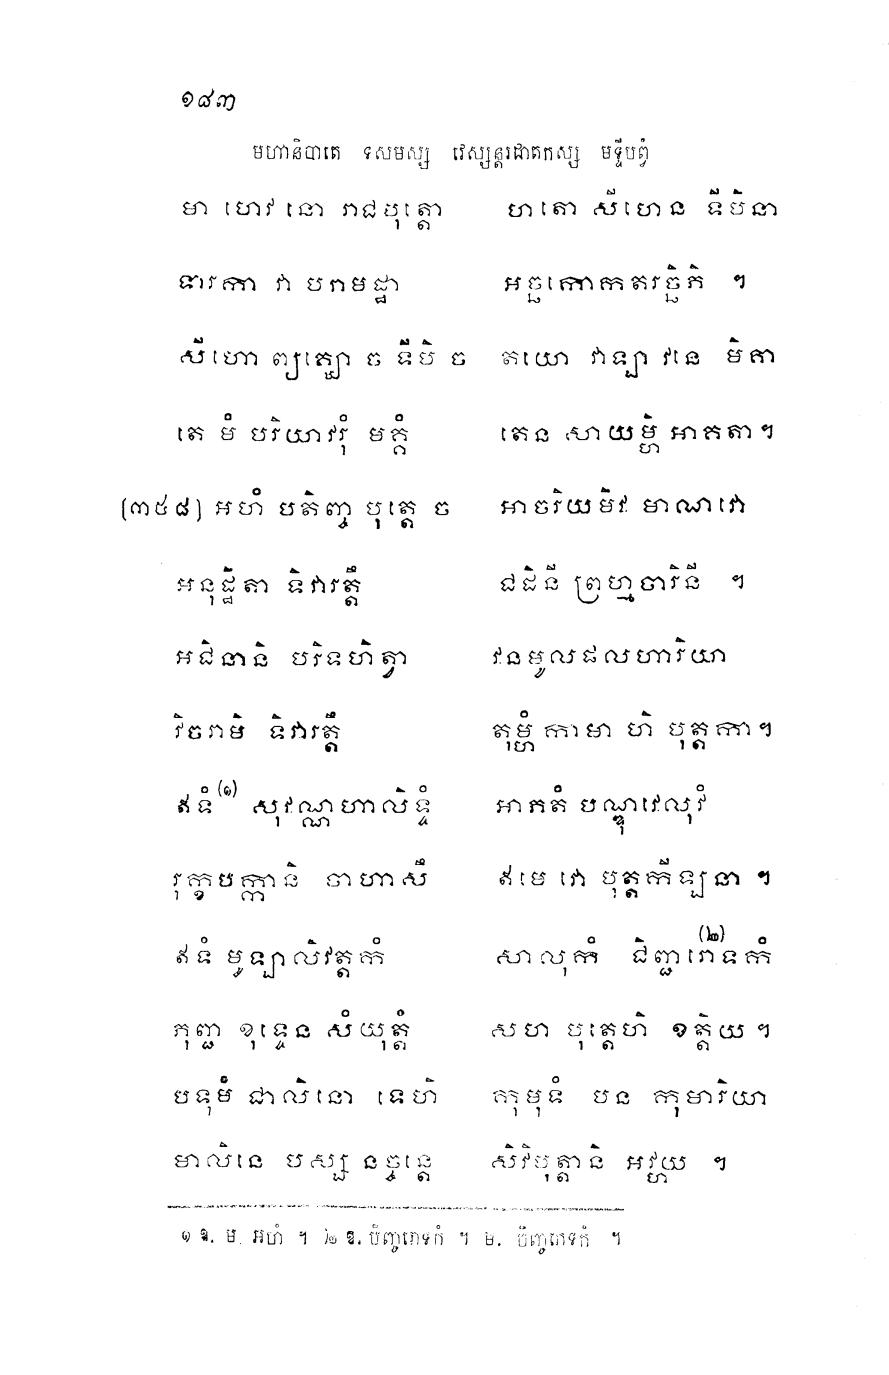 ១៨៣
មហានិបាតេ ទសមស្ស វេស្សន្តរជាតកស្ស មទ្ទីបព្វំ
មា ហេវ នោ រាជបុត្តោ ហតោ សីហេន ទីបិនា
ទារកា វា បរាមដ្ឋា អច្ឆកោកតរច្ឆិភិ ។
សីហោ ព្យគ្ឃោ ច ទីបិ ច តយោ វាឡា វនេ មិគា
តេ មំ បរិយាវរុំ មគ្គំ តេន សាយម្ហិ អាគតា។
(៣៥៨) អហំ បតិញ្ច បុត្តេ ច អាចរិយមិវ មាណវោ
អនុដ្ឋិតា ទិវារត្តឹ ជដិនី ព្រហ្មចារិនី ។
អជិនានិ បរិទហិត្វា វនមូលផលហារិយា
វិចរាមិ ទិវារត្តឹ តុម្ហំ កាមា ហិ បុត្តកា។
ឥទំ(១) សុវណ្ណហាលិទ្ទំ អាភតំ បណ្ឌុវេលុវំ
រុក្ខបក្កានិ ចាហាសឹ ឥមេ វោ បុត្តកីឡនា ។
ឥទំ មូឡាលិវត្តកំ សាលុកំ ជិញ្ជរោទកំ(២)
ភុញ្ជ ខុទ្ទេន សំយុត្តំ សហ បុត្តេហិ ខត្តិយ ។
បទុមំ ជាលិនោ ទេហិ កុមុទំ បន កុមារិយា
មាលិនេ បស្ស នច្ចន្តេ សិវិបុត្តានិ អវ្ហយ ។
១ ឱ. ម. អហំ ។ ២ ឱ. បិញ្ចរោទកំ ។ ម. ចិញ្ចភេទកំ ។